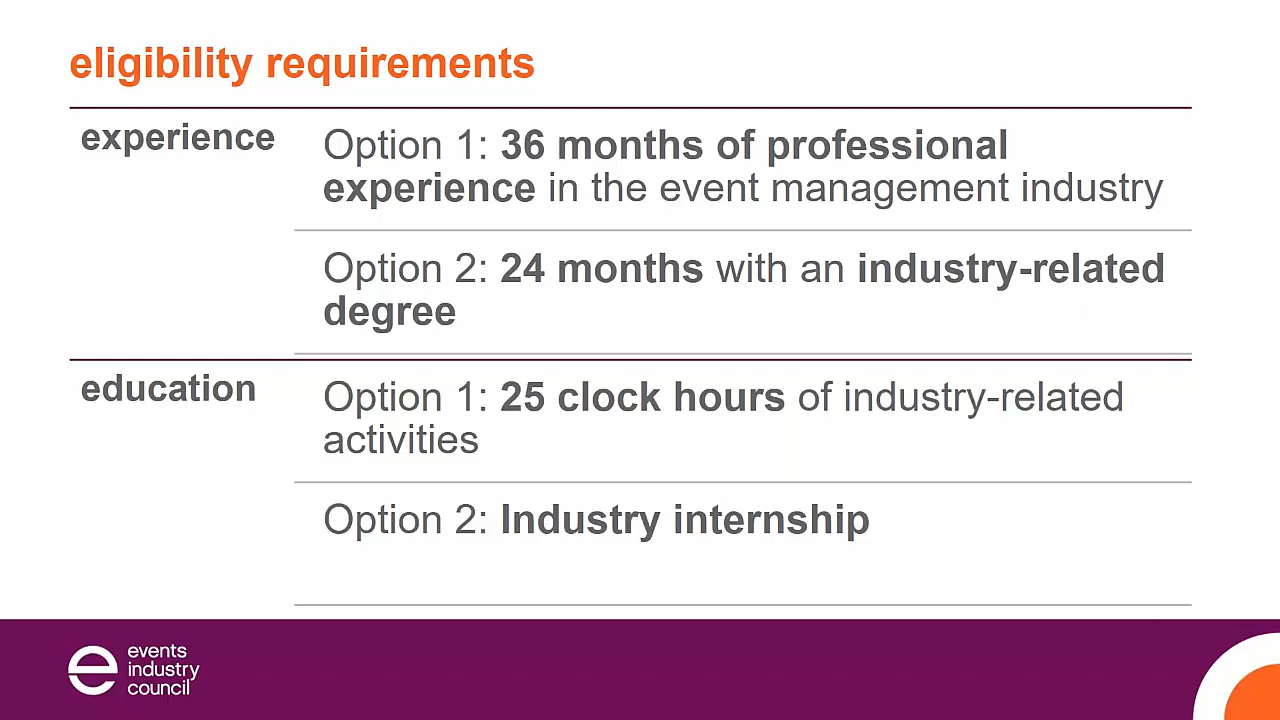 eligibility requirements
experience
Option 1: 36 months of professional
experience in the event management industry
Option 2: 24 months with an industry-related
degree
education
Option 1: 25 clock hours of industry-related
activities
Option 2: Industry internship
events
industry
council